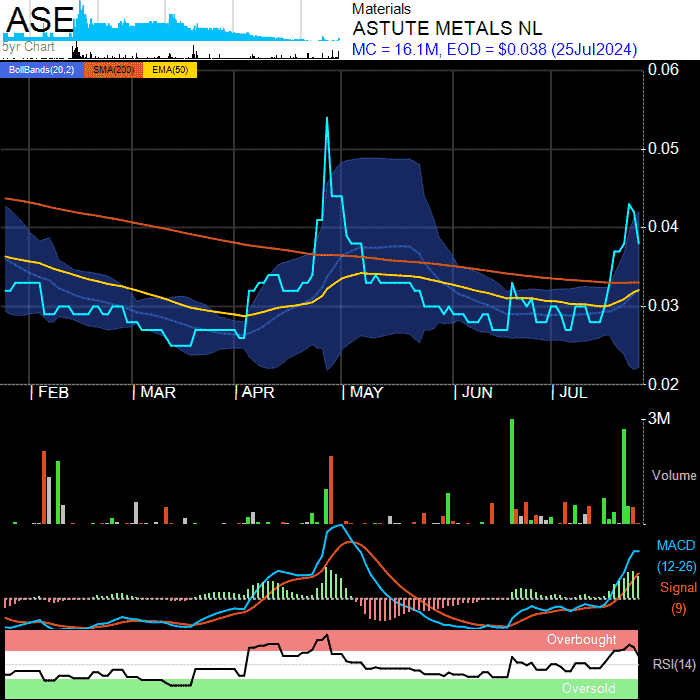 ASE
5yr Chart
Materials
ASTUTE METALS NL
MC = 16.1M, EOD = $0.038 (25Jul2024)
BollBands(20,2) SMA(200) EMA(50)
0.06
0.05
0.04
0.03
0.02
FEB MAR APR MAY JUN JUL
3M
Volume
MACD
(12-26)
Signal
(9)
Overbought
RSI(14)
Oversold